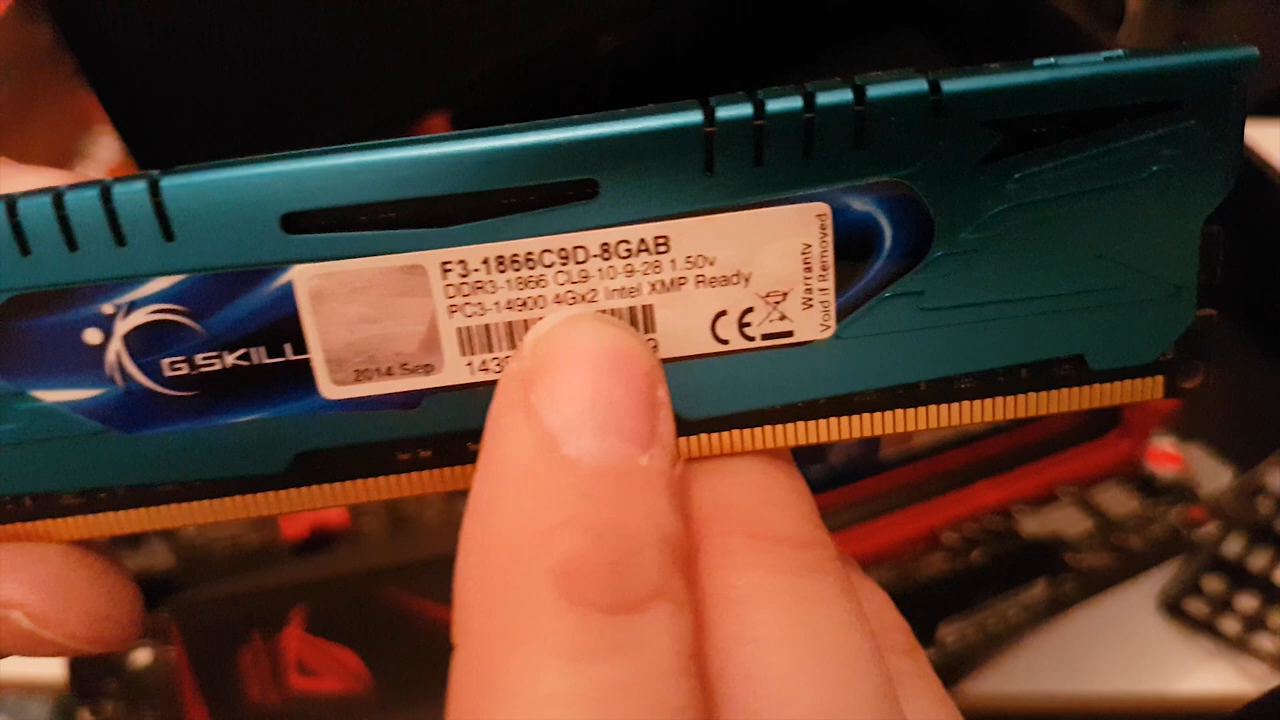 G.SKILL
F3-1866C9D-8GAB
DDR3-1866 CL9-10-9-28 1.50v
PC3-14900 4Gx2 Intel XMP Ready
2014 Sep
CE
Warranty
Void if Removed